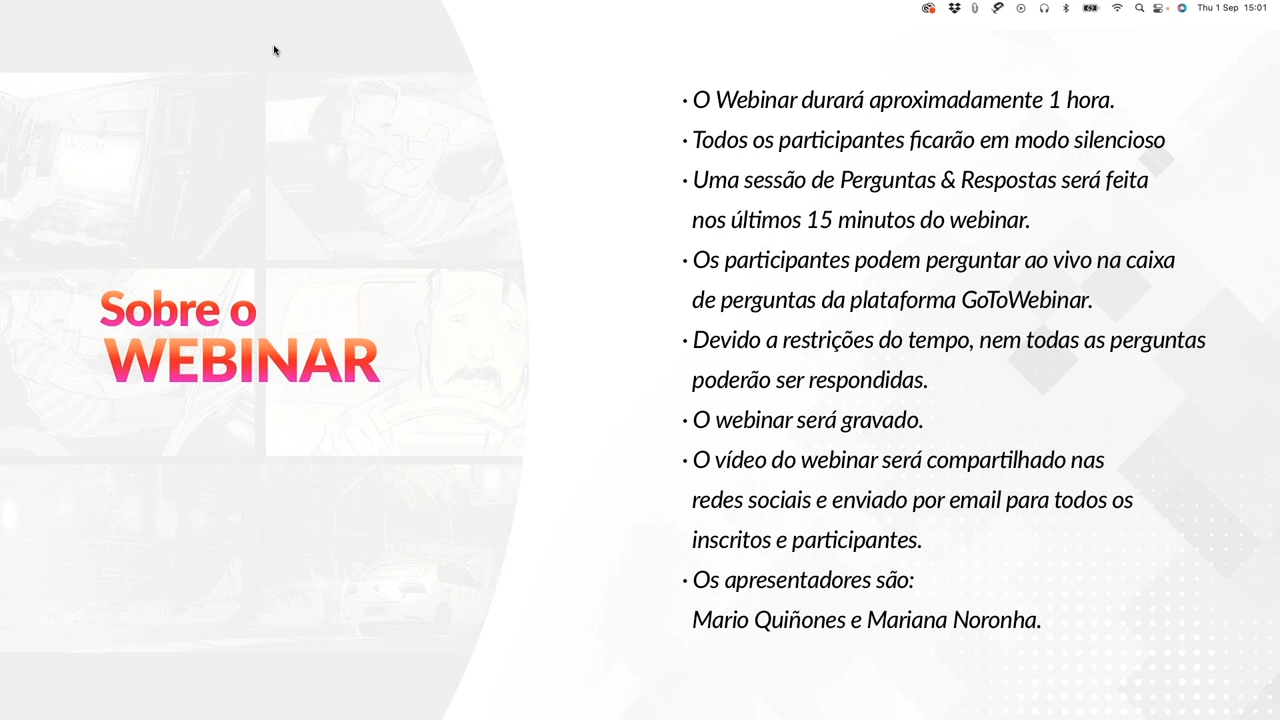 Thu 1 Sep 15:01
Sobre o
WEBINAR
· O Webinar durará aproximadamente 1 hora.
· Todos os participantes ficarão em modo silencioso
· Uma sessão de Perguntas & Respostas será feita
nos últimos 15 minutos do webinar.
· Os participantes podem perguntar ao vivo na caixa
de perguntas da plataforma GoToWebinar.
· Devido a restrições do tempo, nem todas as perguntas
poderão ser respondidas.
· O webinar será gravado.
· O vídeo do webinar será compartilhado nas
redes sociais e enviado por email para todos os
inscritos e participantes.
· Os apresentadores são:
Mario Quiñones e Mariana Noronha.